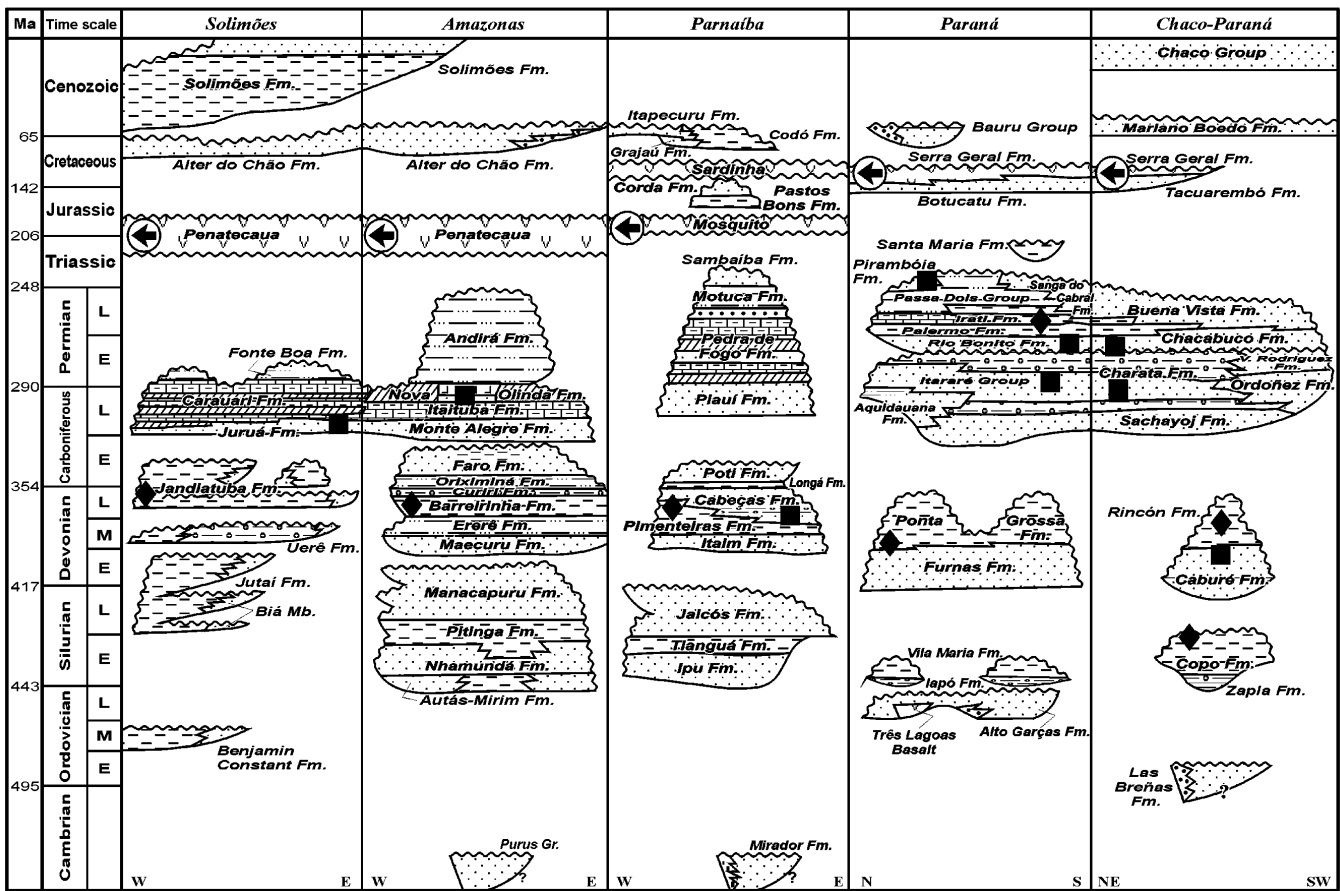 Ma Time scale Solimões Amazonas Parnaíba Paraná Chaco-Paraná
Cenozoic
65
Cretaceous
142
Jurassic
206
Triassic
248
Permian
L
E
290
Carboniferous
L
E
354
Devonian
L
M
E
417
Silurian
L
E
443
Ordovician
L
M
E
495
Cambrian
Solimões Fm.
Alter do Chão Fm.
Penatecaua
Fonte Boa Fm.
Carauari Fm.
Juruá Fm.
Jandiatuba Fm.
Uerê Fm.
Jutaí Fm.
Biá Mb.
Benjamin
Constant Fm.
W E
Solimões Fm.
Alter do Chão Fm.
Penatecaua
Andirá Fm.
Nova Olinda Fm.
Itaituba Fm.
Monte Alegre Fm.
Faro Fm.
Oriximiná Fm.
Curiri Fm.
Barreirinha Fm.
Ererê Fm.
Maecuru Fm.
Manacapuru Fm.
Pitinga Fm.
Nhamundá Fm.
Autás-Mirim Fm.
Purus Gr.
?
W E
Itapecuru Fm.
Codó Fm.
Grajaú Fm.
Sardinha
Corda Fm.
Pastos
Bons Fm.
Mosquito
Sambaíba Fm.
Motuca Fm.
Pedra de
Fogo Fm.
Piauí Fm.
Poti Fm.
Longá Fm.
Cabeças Fm.
Pimenteiras Fm.
Itaim Fm.
Jaicós Fm.
Tianguá Fm.
Ipu Fm.
Mirador Fm.
?
W E
Bauru Group
Serra Geral Fm.
Botucatu Fm.
Santa Maria Fm.
Pirambóia
Fm.
Sanga do
Cabral
Fm.
Passa Dois Group
Irati Fm.
Palermo Fm.
Rio Bonito Fm.
Itararé Group
Aquidauana
Fm.
Ponta Grossa
Fm.
Furnas Fm.
Vila Maria Fm.
Iapó Fm.
Três Lagoas
Basalt
Alto Garças Fm.
N S
Chaco Group
Mariano Boedo Fm.
Serra Geral Fm.
Tacuarembó Fm.
Buena Vista Fm.
Chacabuco Fm.
V. Rodriguez
Fm.
Charata Fm.
Ordoñez Fm.
Sachayoj Fm.
Rincón Fm.
Caburé Fm.
Copo Fm.
Zapla Fm.
Las
Breñas
Fm.
?
NE SW